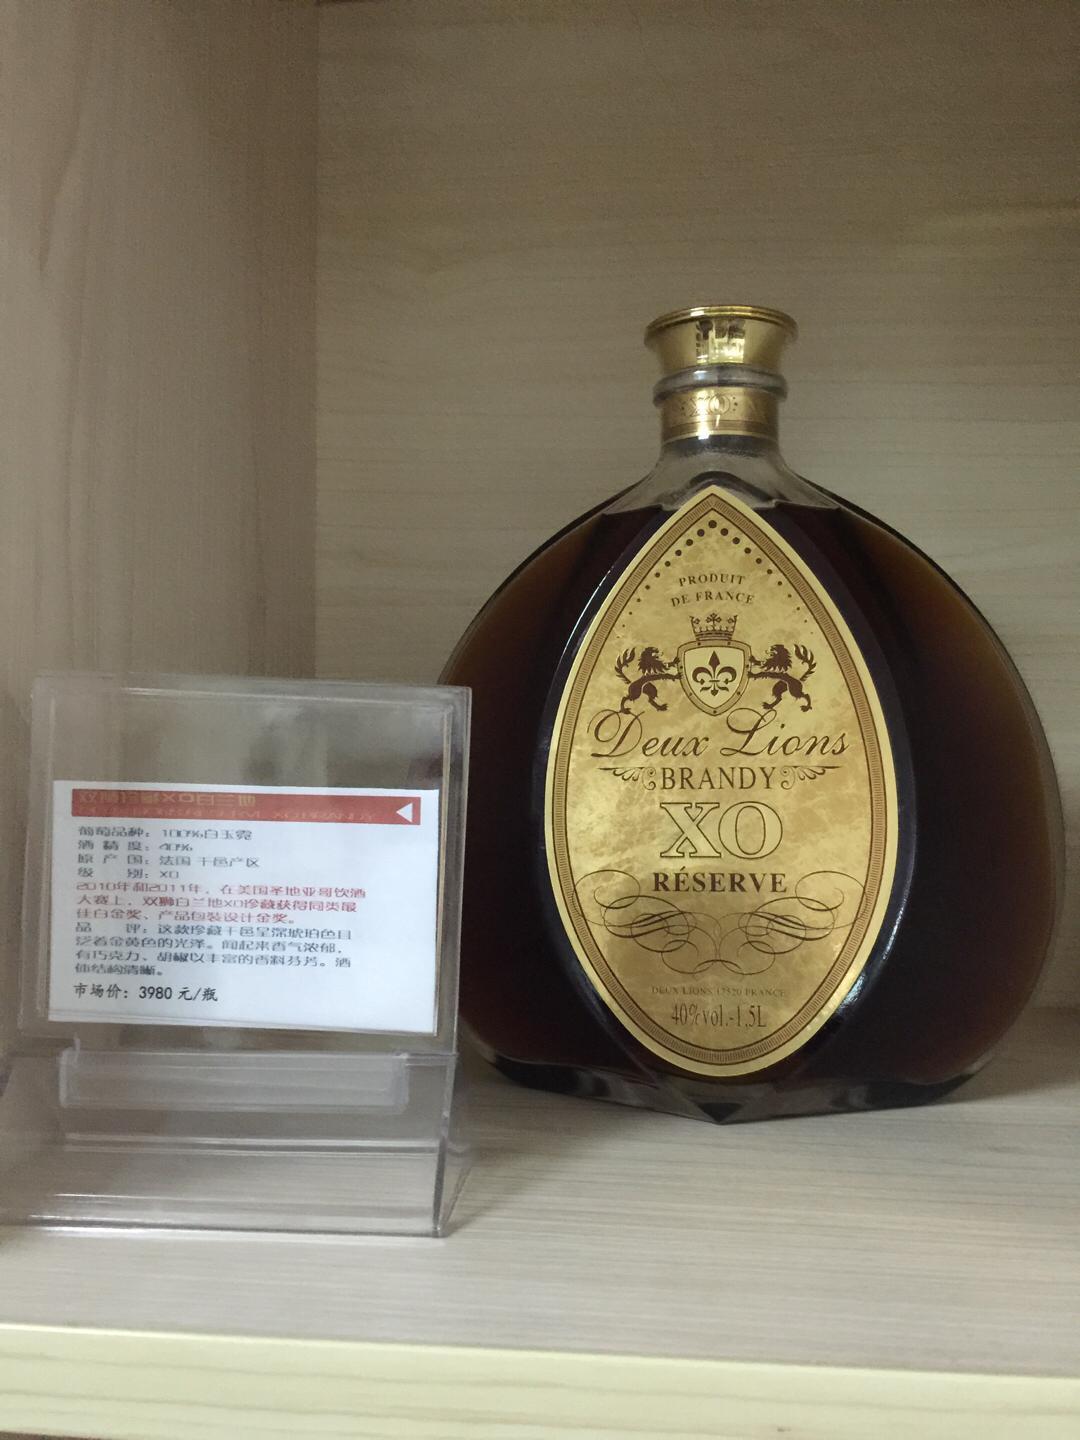 葡萄品种：100%白玉霓
酒 精 度：40%
原 产 国：法国 干邑产区
级 别：XO
2010年和2011年，在美国圣地亚哥饮酒
大赛上，双狮白兰地XO珍藏获得同类最
佳白金奖、产品包装设计金奖。
品 评：这款珍藏干邑呈深琥珀色且
泛着金黄色的光泽。闻起来香气浓郁，
有巧克力、胡椒以丰富的香料芬芳。酒
体结构清晰。
市场价：3980 元/瓶
XO
PRODUIT
DE FRANCE
Deux Lions
BRANDY
XO
RÉSERVE
DEUX LIONS 17520 FRANCE
40%vol.-1,5L